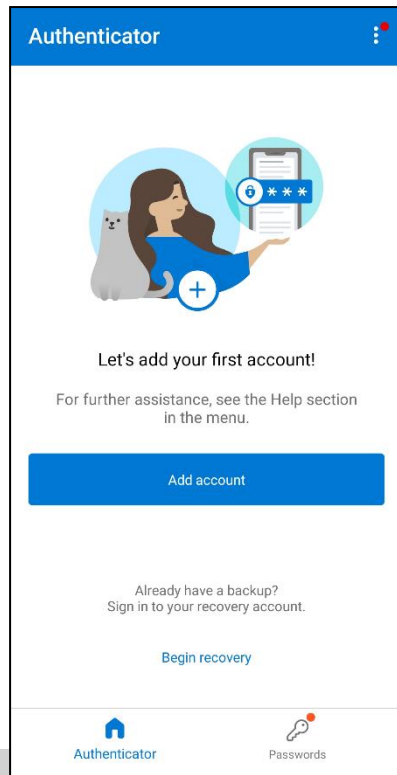 Authenticator
* * *
Let's add your first account!
For further assistance, see the Help section
in the menu.
Add account
Already have a backup?
Sign in to your recovery account.
Begin recovery
Authenticator
Passwords